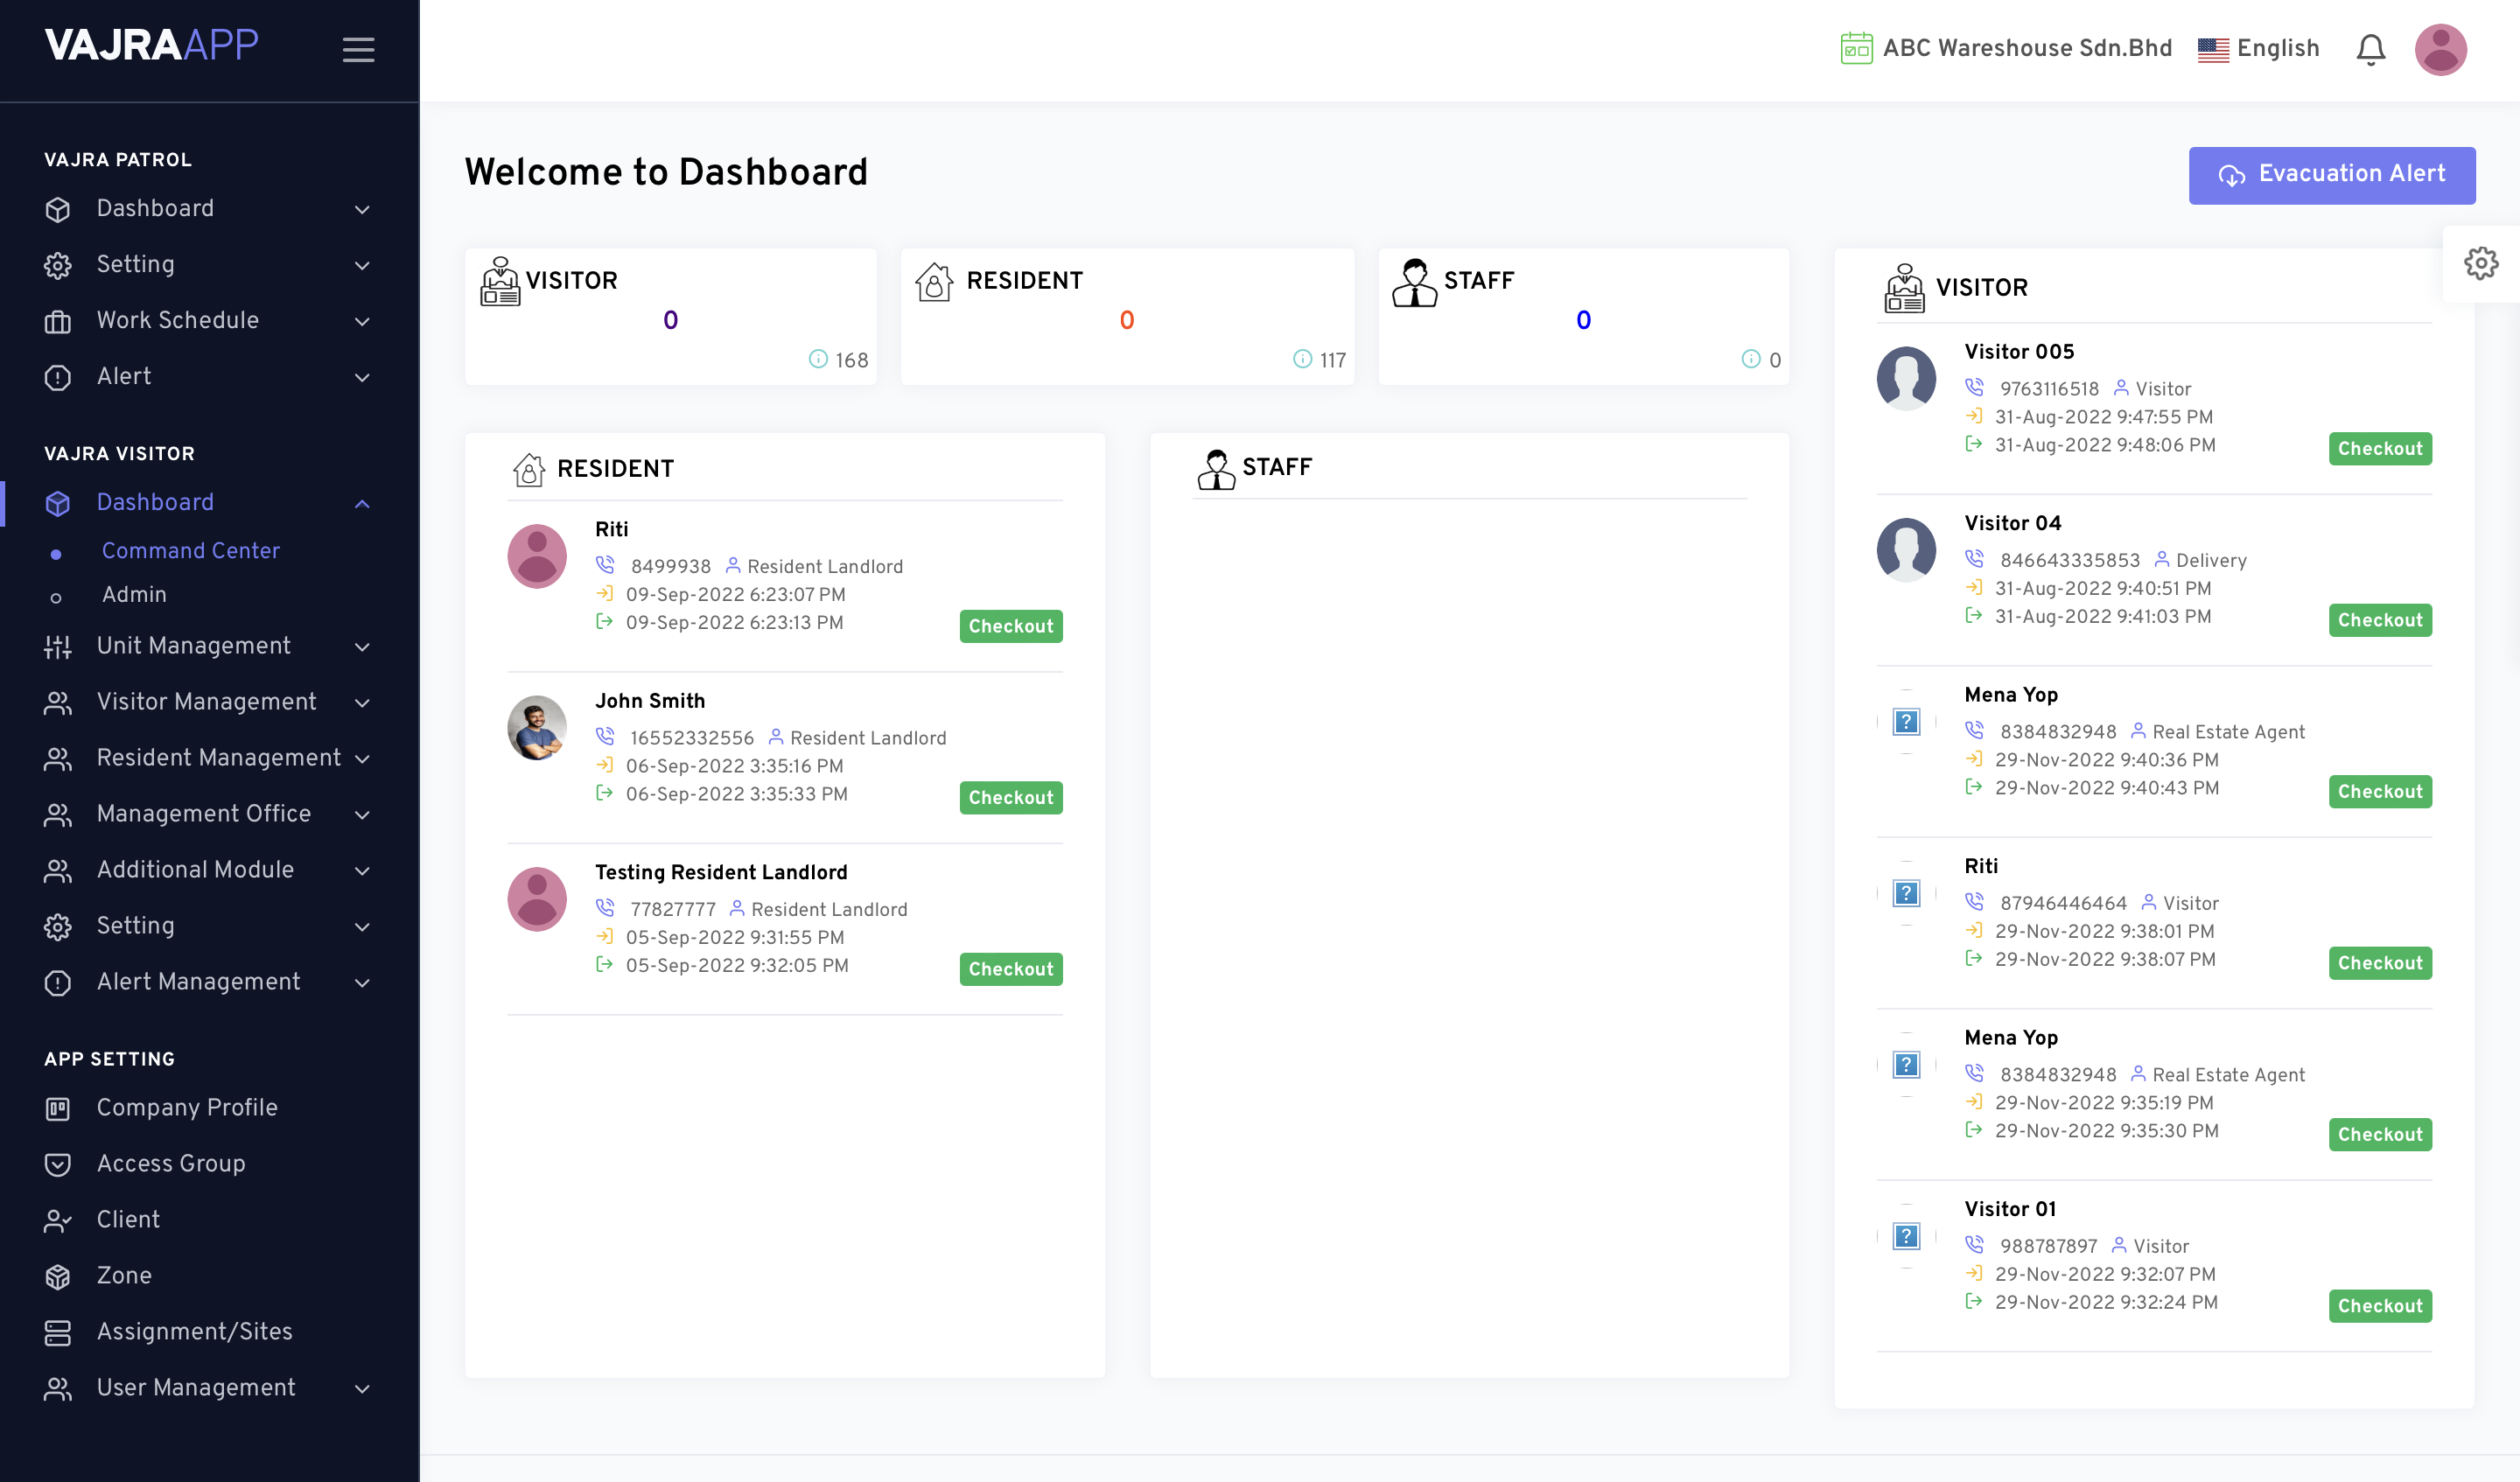 VAJRAAPP
VAJRA PATROL
Dashboard
Setting
Work Schedule
Alert
VAJRA VISITOR
Dashboard
Command Center
Admin
Unit Management
Visitor Management
Resident Management
Management Office
Additional Module
Setting
Alert Management
APP SETTING
Company Profile
Access Group
Client
Zone
Assignment/Sites
User Management
ABC Wareshouse Sdn.Bhd English
Welcome to Dashboard
Evacuation Alert
VISITOR
0
168
RESIDENT
0
117
STAFF
0
0
RESIDENT
Riti
8499938 Resident Landlord
09-Sep-2022 6:23:07 PM
09-Sep-2022 6:23:13 PM
Checkout
John Smith
16552332556 Resident Landlord
06-Sep-2022 3:35:16 PM
06-Sep-2022 3:35:33 PM
Checkout
Testing Resident Landlord
77827777 Resident Landlord
05-Sep-2022 9:31:55 PM
05-Sep-2022 9:32:05 PM
Checkout
STAFF
VISITOR
Visitor 005
9763116518 Visitor
31-Aug-2022 9:47:55 PM
31-Aug-2022 9:48:06 PM
Checkout
Visitor 04
846643335853 Delivery
31-Aug-2022 9:40:51 PM
31-Aug-2022 9:41:03 PM
Checkout
Mena Yop
8384832948 Real Estate Agent
29-Nov-2022 9:40:36 PM
29-Nov-2022 9:40:43 PM
Checkout
Riti
87946446464 Visitor
29-Nov-2022 9:38:01 PM
29-Nov-2022 9:38:07 PM
Checkout
Mena Yop
8384832948 Real Estate Agent
29-Nov-2022 9:35:19 PM
29-Nov-2022 9:35:30 PM
Checkout
Visitor 01
988787897 Visitor
29-Nov-2022 9:32:07 PM
29-Nov-2022 9:32:24 PM
Checkout